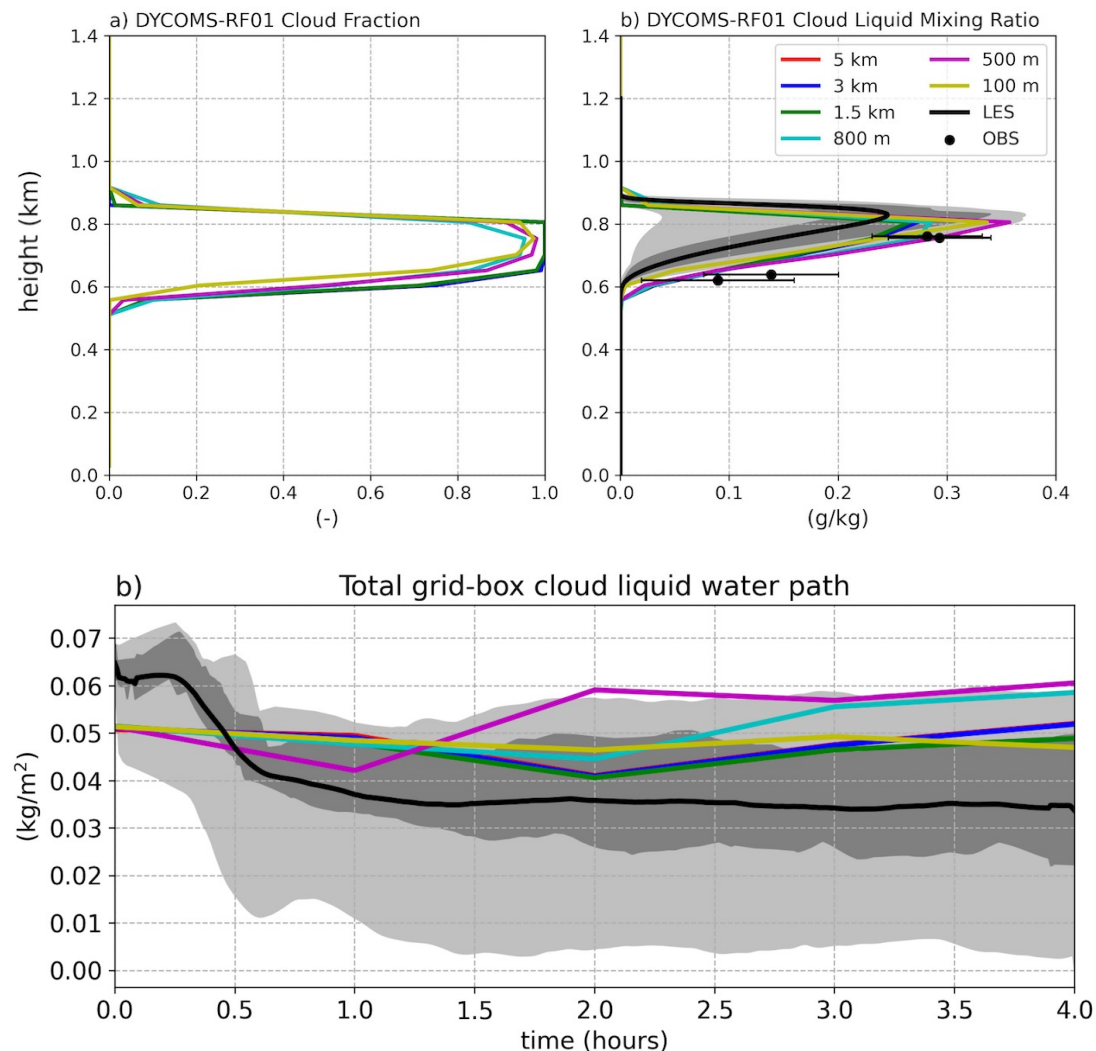 a) DYCOMS-RF01 Cloud Fraction
1.4
1.2
1.0
0.8
0.6
0.4
0.2
0.0
height (km)
0.0 0.2 0.4 0.6 0.8 1.0
(-)
b) DYCOMS-RF01 Cloud Liquid Mixing Ratio
5 km
3 km
1.5 km
800 m
500 m
100 m
LES
OBS
1.4
1.2
1.0
0.8
0.6
0.4
0.2
0.0
0.0 0.1 0.2 0.3 0.4
(g/kg)
b) Total grid-box cloud liquid water path
0.07
0.06
0.05
0.04
0.03
0.02
0.01
0.00
(kg/m²)
0.0 0.5 1.0 1.5 2.0 2.5 3.0 3.5 4.0
time (hours)